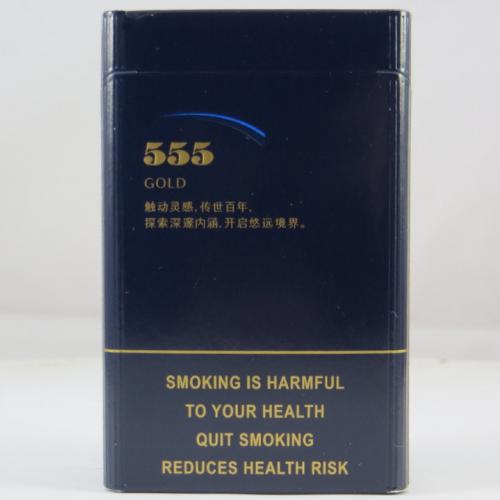 555
GOLD
触动灵感,传世百年,
探索深邃内涵,开启悠远境界。
SMOKING IS HARMFUL
TO YOUR HEALTH
QUIT SMOKING
REDUCES HEALTH RISK